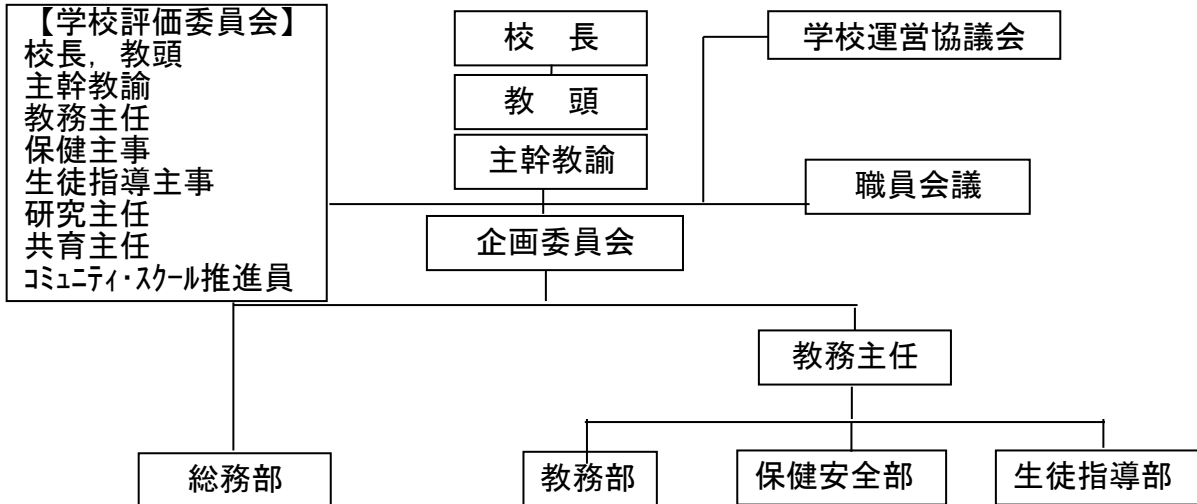 【学校評価委員会】
校長，教頭
主幹教諭
教務主任
保健主事
生徒指導主事
研究主任
共育主任
ｺﾐｭﾆﾃｨ・ｽｸｰﾙ推進員
校　長
教　頭
主幹教諭
学校運営協議会
職員会議
企画委員会
教務主任
総務部
教務部
保健安全部
生徒指導部